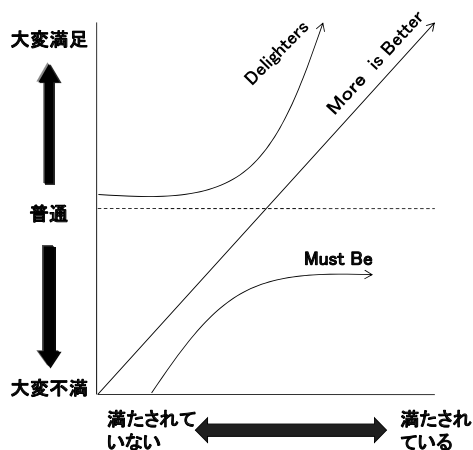 大変満足
Delighters
More is Better
普通
Must Be
大変不満
満たされて
いない
満たされ
ている